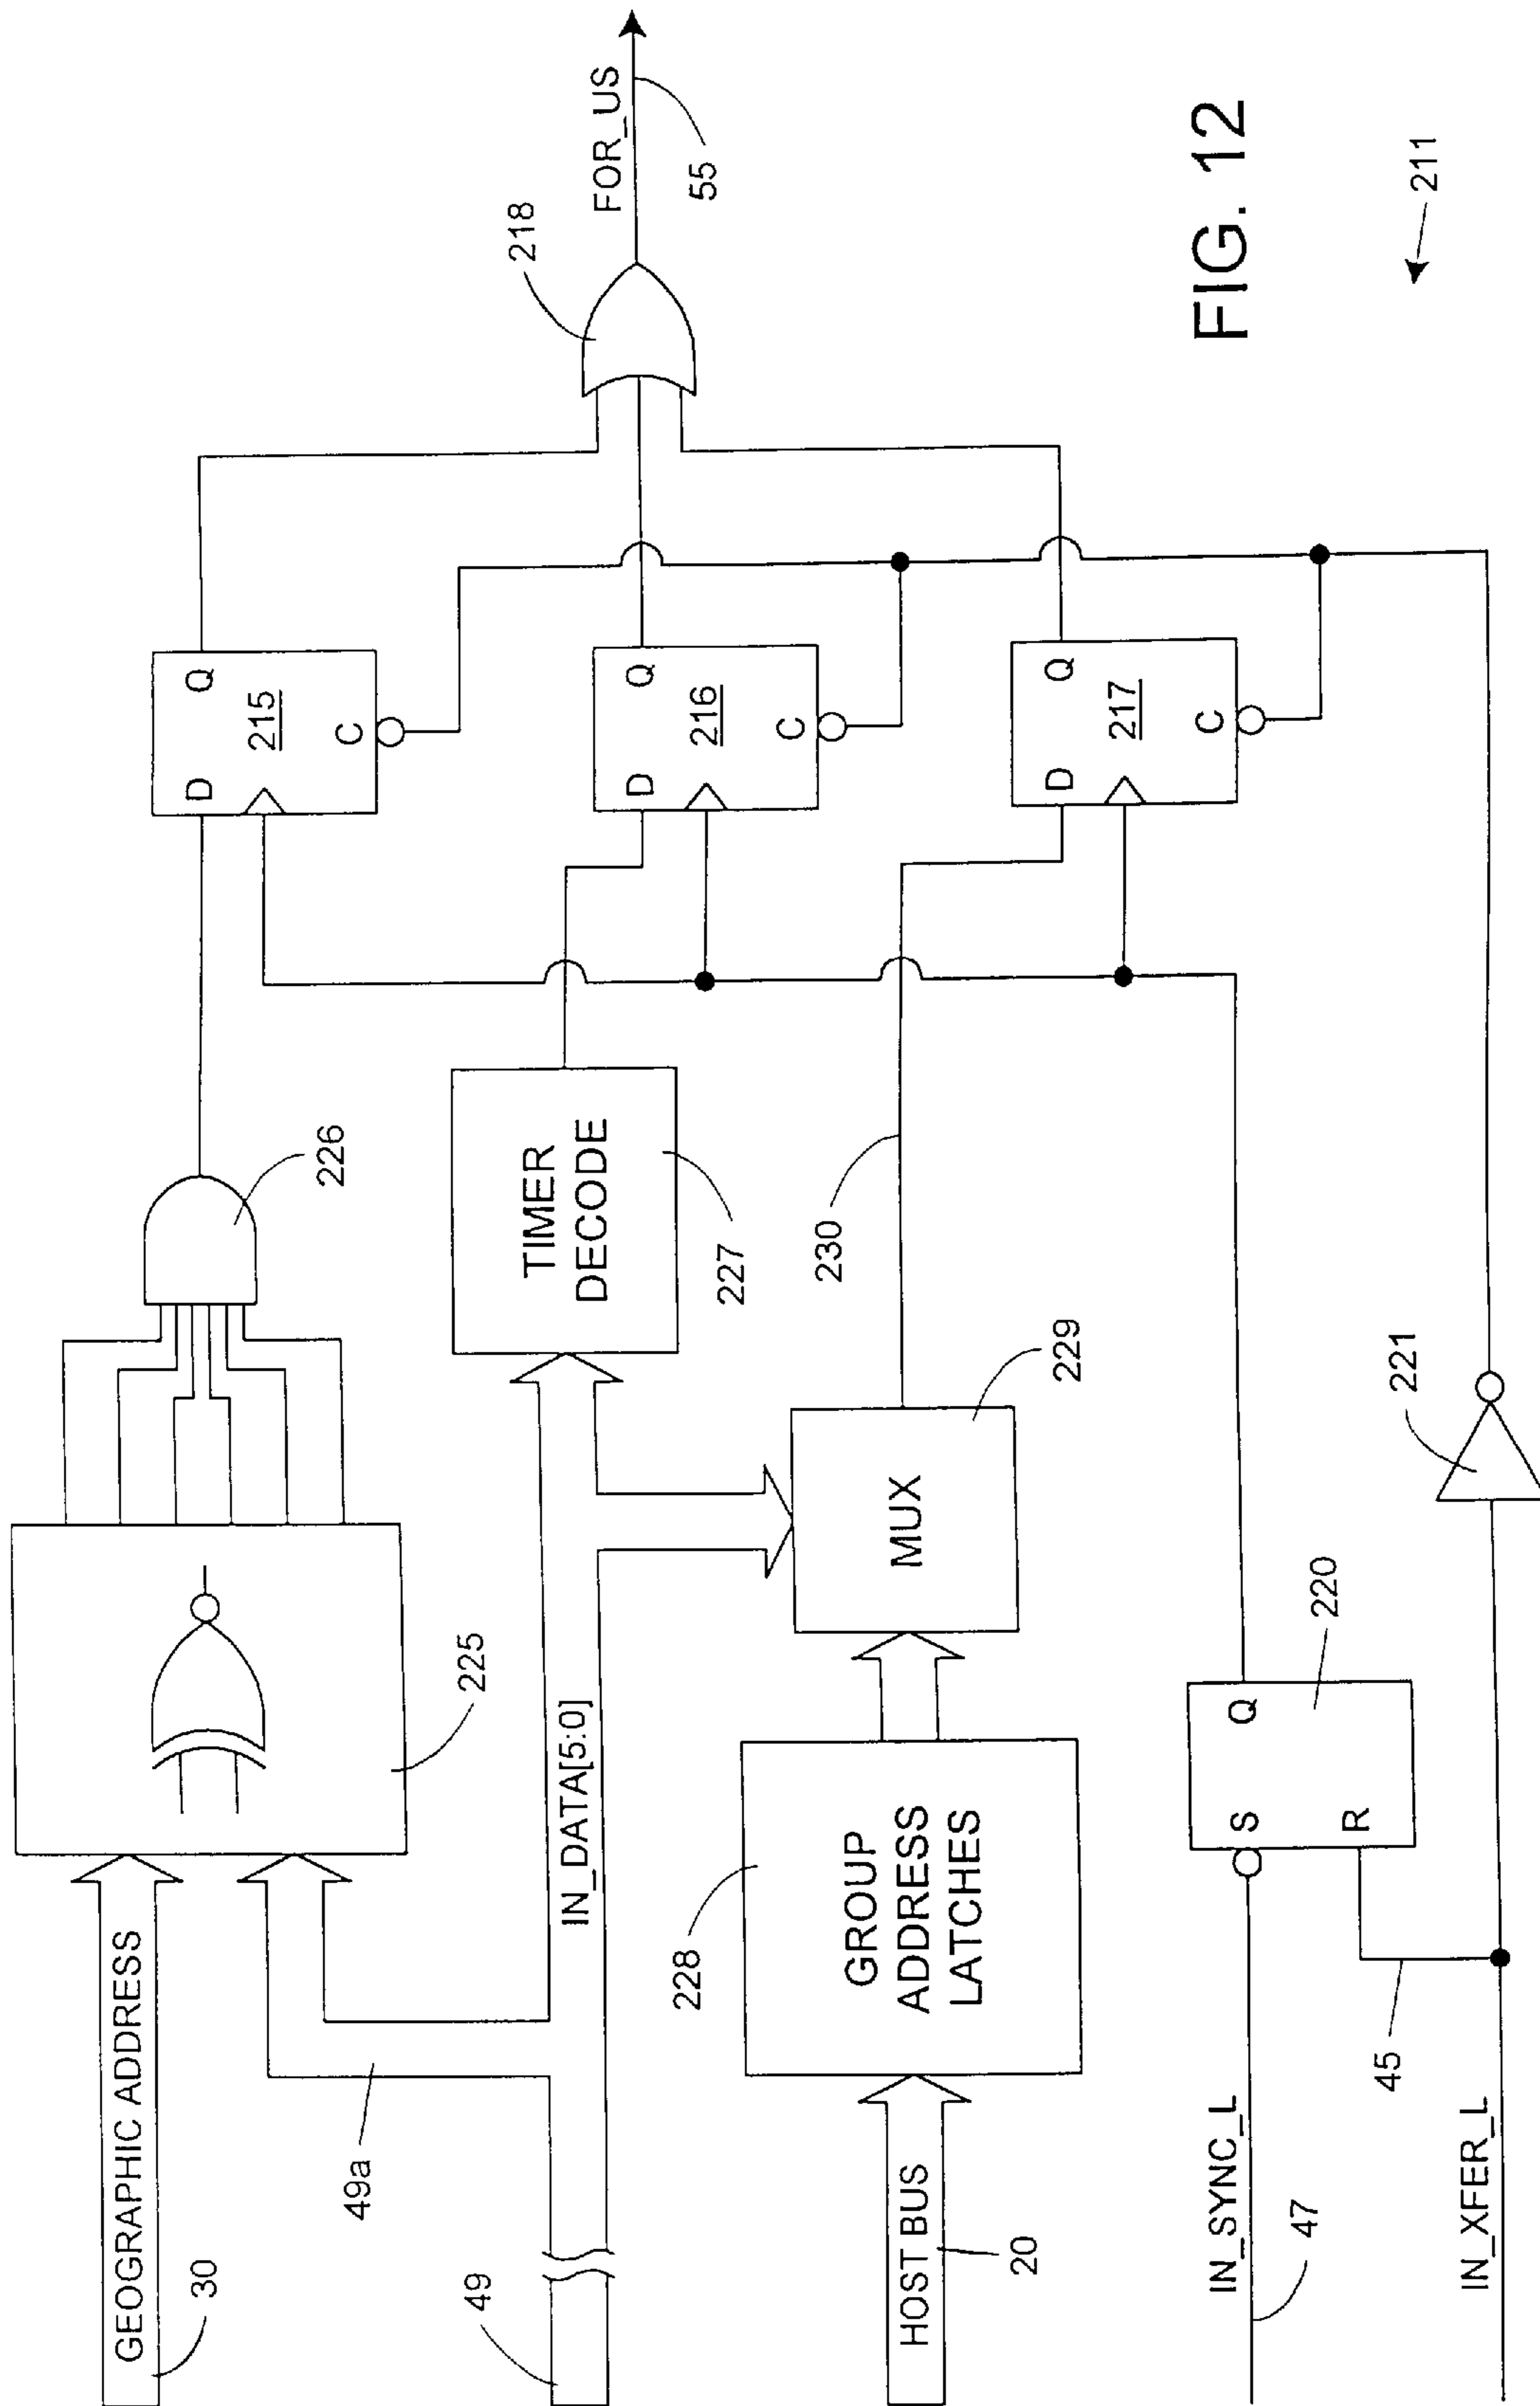 GEOGRAPHIC ADDRESS
30
49
49a
225
226
IN_DATA[5:0]
TIMER
DECODE
227
HOST BUS
20
228
GROUP
ADDRESS
LATCHES
MUX
229
230
IN_SYNC_L
47
IN_XFER_L
45
S
R
Q
220
221
D
Q
215
C
D
Q
216
C
D
Q
217
C
218
FOR_US
55
FIG. 12
211